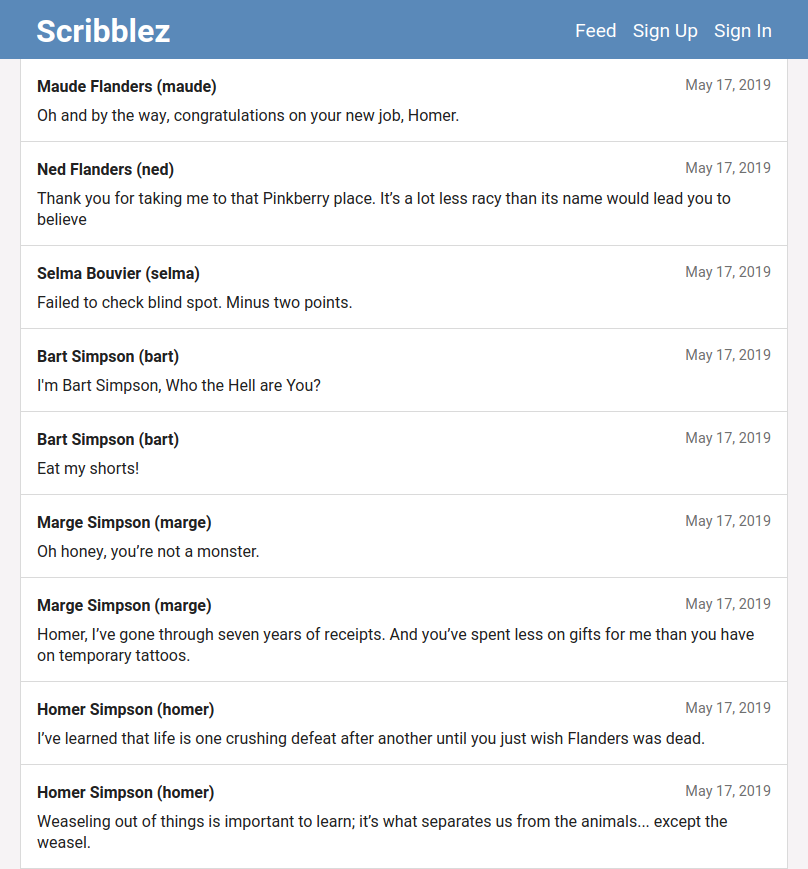 Scribblez
Feed Sign Up Sign In
Maude Flanders (maude) May 17, 2019
Oh and by the way, congratulations on your new job, Homer.
Ned Flanders (ned) May 17, 2019
Thank you for taking me to that Pinkberry place. It’s a lot less racy than its name would lead you to
believe
Selma Bouvier (selma) May 17, 2019
Failed to check blind spot. Minus two points.
Bart Simpson (bart) May 17, 2019
I'm Bart Simpson, Who the Hell are You?
Bart Simpson (bart) May 17, 2019
Eat my shorts!
Marge Simpson (marge) May 17, 2019
Oh honey, you’re not a monster.
Marge Simpson (marge) May 17, 2019
Homer, I’ve gone through seven years of receipts. And you’ve spent less on gifts for me than you have
on temporary tattoos.
Homer Simpson (homer) May 17, 2019
I’ve learned that life is one crushing defeat after another until you just wish Flanders was dead.
Homer Simpson (homer) May 17, 2019
Weaseling out of things is important to learn; it’s what separates us from the animals... except the
weasel.